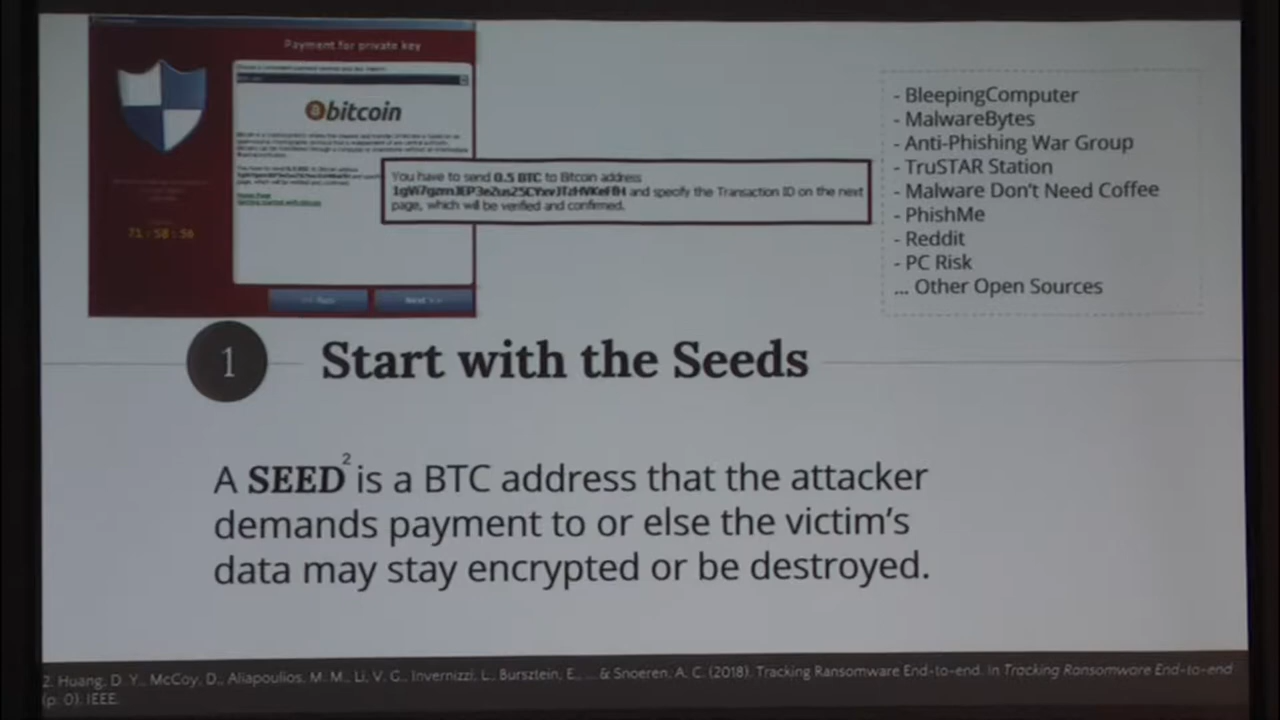 Payment for private key
bitcoin
You have to send 0.5 BTC to Bitcoin address
and specify the Transaction ID on the next
page, which will be verified and confirmed.
71:58:56
Next >>
- BleepingComputer
- MalwareBytes
- Anti-Phishing War Group
- TruSTAR Station
- Malware Don't Need Coffee
- PhishMe
- Reddit
- PC Risk
... Other Open Sources
1
Start with the Seeds
A SEED² is a BTC address that the attacker
demands payment to or else the victim's
data may stay encrypted or be destroyed.
2. Huang, D. Y., McCoy, D., Aliapoulios, M. M., Li, V. G., Invernizzi, L., Bursztein, E., ... & Snoeren, A. C. (2018). Tracking Ransomware End-to-end. In Tracking Ransomware End-to-end
(p. 0). IEEE.